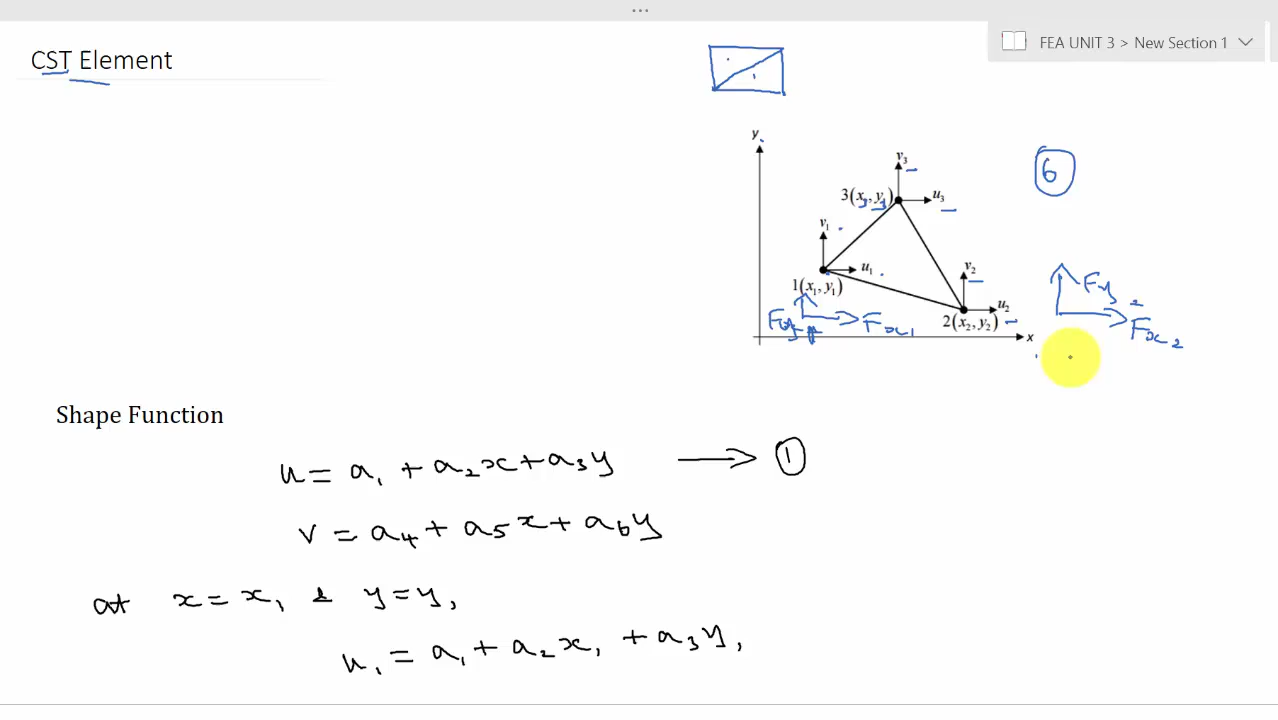 ...
FEA UNIT 3 > New Section 1
CST Element
y
v₃
6
3(x₃,y₃)
u₃
v₁
u₁
v₂
1(x₁,y₁)
u₂
Fy₂
Fx₁
2(x₂,y₂)
Fx₂
x
Shape Function
u = a₁ + a₂x + a₃y ⟶ ①
v = a₄ + a₅x + a₆y
at x = x₁ & y = y₁
u₁ = a₁ + a₂x₁ + a₃y₁